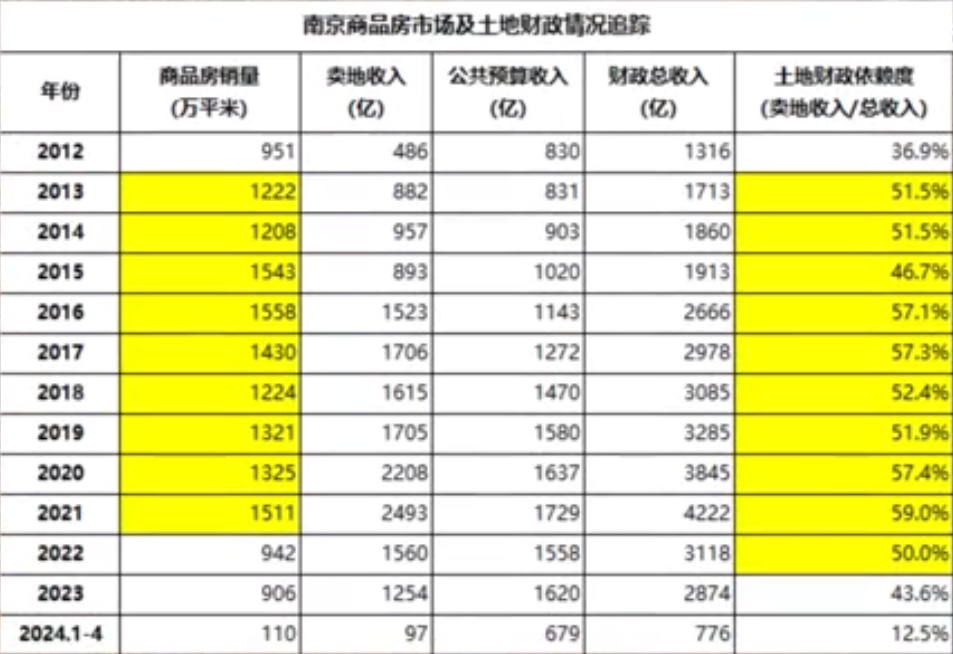 南京商品房市场及土地财政情况追踪
年份 商品房销量 (万平米) 卖地收入 (亿) 公共预算收入 (亿) 财政总收入 (亿) 土地财政依赖度 (卖地收入/总收入)
2012 951 486 830 1316 36.9%
2013 1222 882 831 1713 51.5%
2014 1208 957 903 1860 51.5%
2015 1543 893 1020 1913 46.7%
2016 1558 1523 1143 2666 57.1%
2017 1430 1706 1272 2978 57.3%
2018 1224 1615 1470 3085 52.4%
2019 1321 1705 1580 3285 51.9%
2020 1325 2208 1637 3845 57.4%
2021 1511 2493 1729 4222 59.0%
2022 942 1560 1558 3118 50.0%
2023 906 1254 1620 2874 43.6%
2024.1-4 110 97 679 776 12.5%